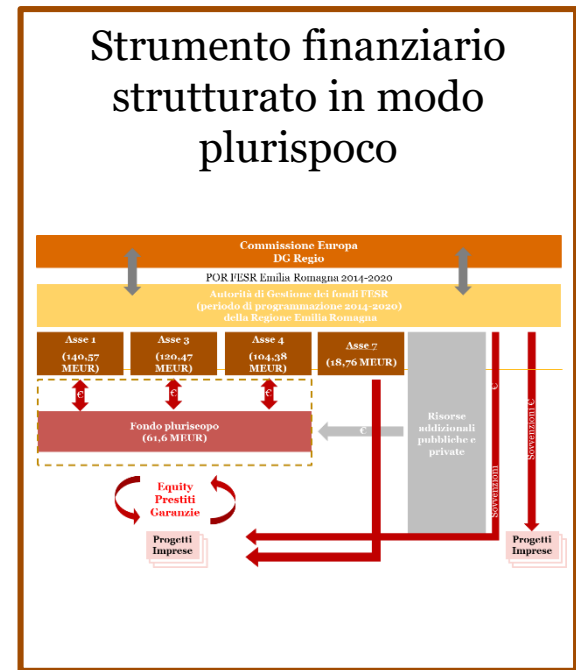 Strumento finanziario
strutturato in modo
plurispoco
Commissione Europa
DG Regio
POR FESR Emilia Romagna 2014-2020
Autorità di Gestione dei fondi FESR
(periodo di programmazione 2014-2020)
della Regione Emilia Romagna
Asse 1
(140,57
MEUR)
Asse 3
(120,47
MEUR)
Asse 4
(104,38
MEUR)
Asse 7
(18,76 MEUR)
€
€
€
Fondo pluriscopo
(61,6 MEUR)
€
Risorse
addizionali
pubbliche e
private
Sovvenzioni
€
Sovvenzioni €
Equity
Prestiti
Garanzie
Progetti
Imprese
Progetti
Imprese